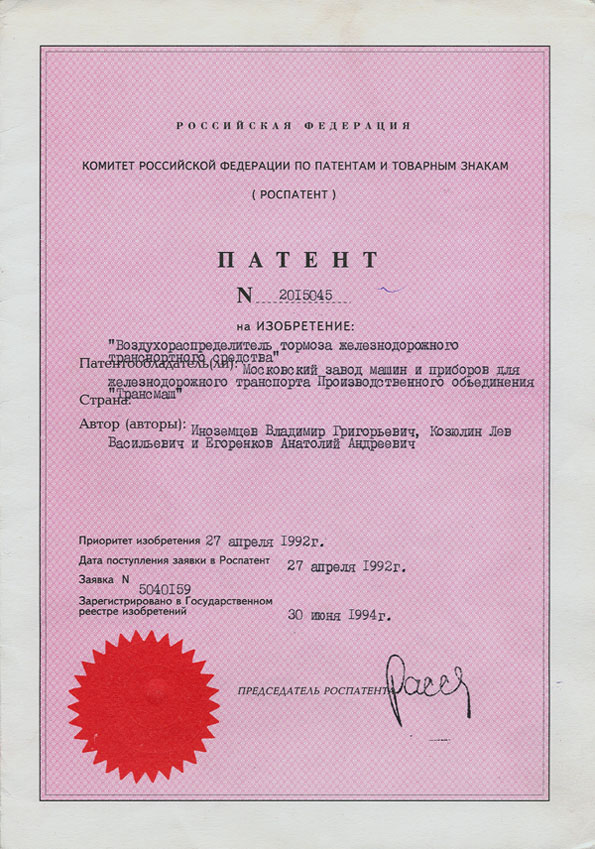 РОССИЙСКАЯ ФЕДЕРАЦИЯ
КОМИТЕТ РОССИЙСКОЙ ФЕДЕРАЦИИ ПО ПАТЕНТАМ И ТОВАРНЫМ ЗНАКАМ
( РОСПАТЕНТ )
ПАТЕНТ
N 2015045
на ИЗОБРЕТЕНИЕ:
"Воздухораспределитель тормоза железнодорожного
транспортного средства"
Патентообладатель(ли): Московский завод машин и приборов для
железнодорожного транспорта Производственного объединения
"Трансмаш"
Страна:
Автор (авторы): Иноземцев Владимир Григорьевич, Козюлин Лев
Васильевич и Егоренков Анатолий Андреевич
Приоритет изобретения 27 апреля 1992г.
Дата поступления заявки в Роспатент 27 апреля 1992г.
Заявка N 5040159
Зарегистрировано в Государственном
реестре изобретений 30 июня 1994г.
ПРЕДСЕДАТЕЛЬ РОСПАТЕНТА